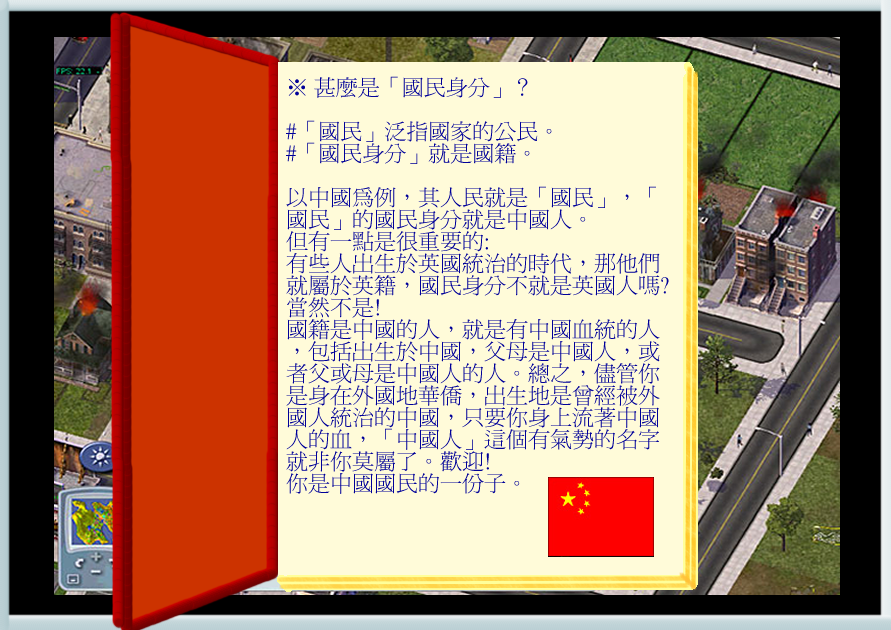 FPS: 22.1
※ 甚麼是「國民身分」？
#「國民」泛指國家的公民。
#「國民身分」就是國籍。
以中國爲例，其人民就是「國民」，「
國民」的國民身分就是中國人。
但有一點是很重要的:
有些人出生於英國統治的時代，那他們
就屬於英籍，國民身分不就是英國人嗎?
當然不是!
國籍是中國的人，就是有中國血統的人
，包括出生於中國，父母是中國人，或
者父或母是中國人的人。總之，儘管你
是身在外國地華僑，出生地是曾經被外
國人統治的中國，只要你身上流著中國
人的血，「中國人」這個有氣勢的名字
就非你莫屬了。歡迎!
你是中國國民的一份子。